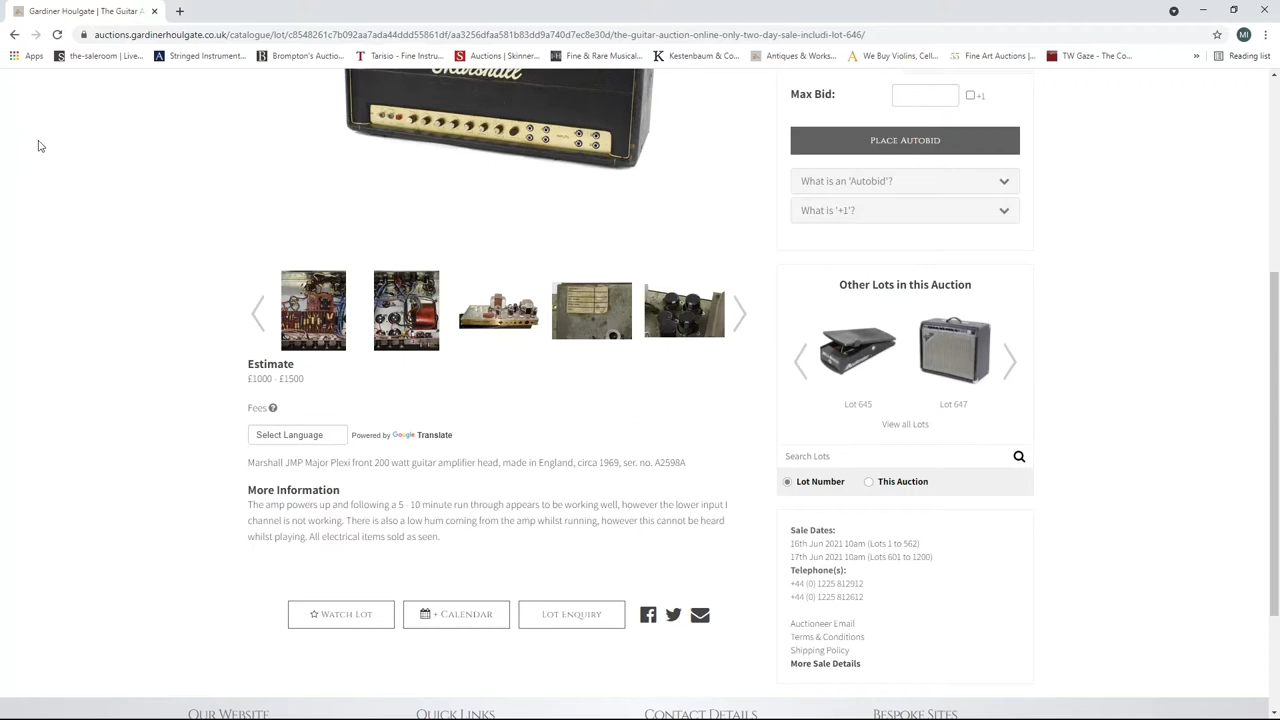 Gardiner Houlgate | The Guitar A
auctions.gardinerhoulgate.co.uk/catalogue/lot/c8548261c7b092aa7ada44ddd55861df/aa3256dfaa581b83dd9a740d7ec8e30d/the-guitar-auction-online-only-two-day-sale-includi-lot-646/
MI
Apps the-saleroom | Live... Stringed Instrument... Brompton's Auctio... Tarisio - Fine Instru... Auctions | Skinner... Fine & Rare Musical... Kestenbaum & Co... Antiques & Works... We Buy Violins, Cell... Fine Art Auctions |... TW Gaze - The Co... » Reading list
Marshall
Max Bid: +1
PLACE AUTOBID
What is an 'Autobid'?
What is '+1'?
Other Lots in this Auction
Lot 645 Lot 647
View all Lots
Search Lots
Lot Number This Auction
Estimate
£1000 - £1500
Fees
Select Language Powered by Google Translate
Marshall JMP Major Plexi front 200 watt guitar amplifier head, made in England, circa 1969, ser. no. A2598A
More Information
The amp powers up and following a 5 - 10 minute run through appears to be working well, however the lower input I
channel is not working. There is also a low hum coming from the amp whilst running, however this cannot be heard
whilst playing. All electrical items sold as seen.
WATCH LOT + CALENDAR LOT ENQUIRY
Sale Dates:
16th Jun 2021 10am (Lots 1 to 562)
17th Jun 2021 10am (Lots 601 to 1200)
Telephone(s):
+44 (0) 1225 812912
+44 (0) 1225 812612
Auctioneer Email
Terms & Conditions
Shipping Policy
More Sale Details
OUR WEBSITE QUICK LINKS CONTACT DETAILS BESPOKE SITES